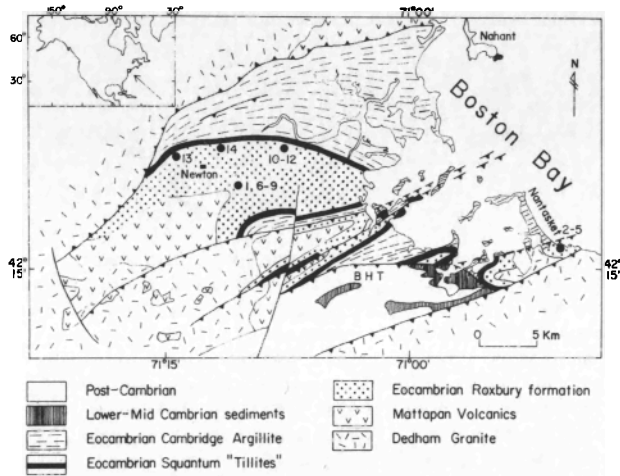 50° 30°
60°
30°
71°00'
Nahant
N
Boston Bay
14
13
10-12
Newton
1, 6-9
Nantasket
2-5
42°
15'
42°
15'
BHT
0 5 Km
71°15'
71°00'
Post-Cambrian
Lower-Mid Cambrian sediments
Eocambrian Cambridge Argillite
Eocambrian Squantum "Tillites"
Eocambrian Roxbury formation
Mattapan Volcanics
Dedham Granite